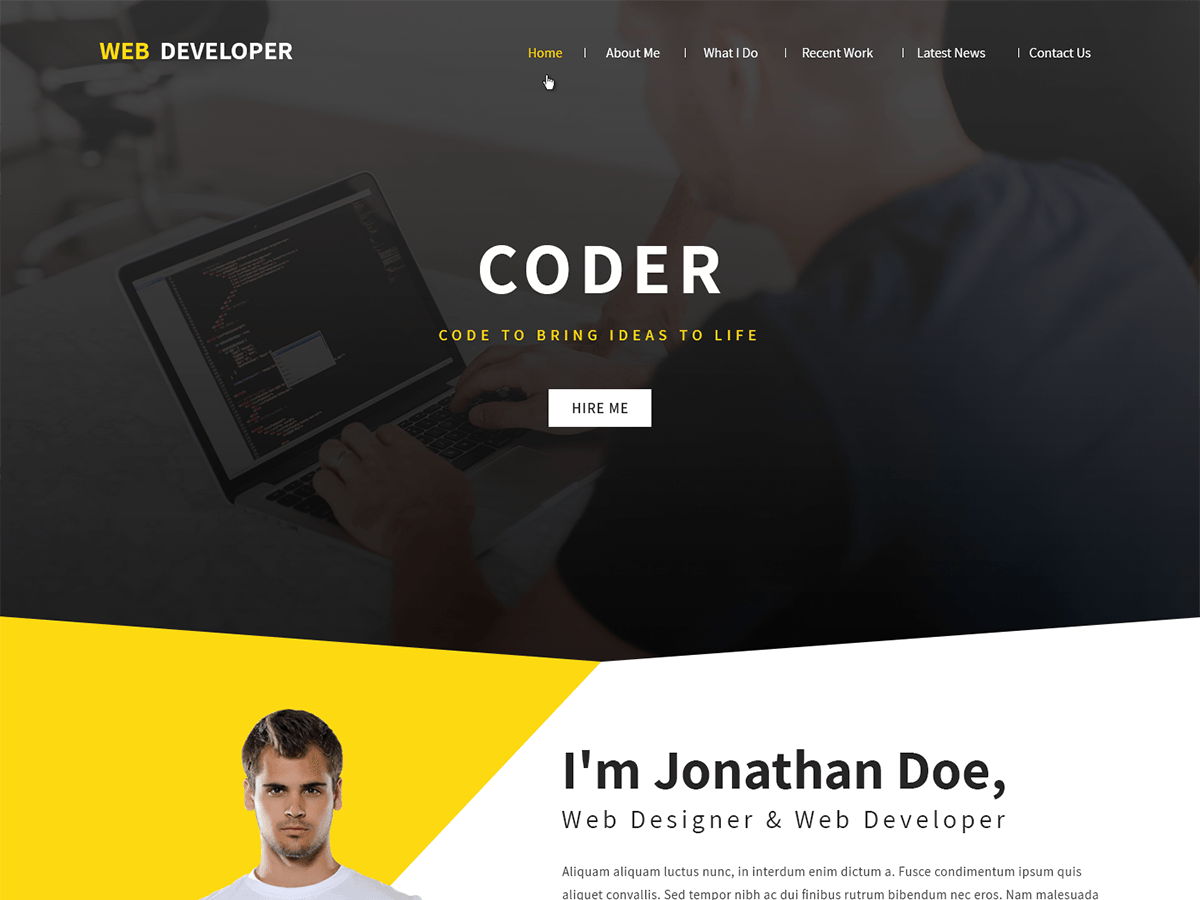 WEB DEVELOPER
Home | About Me | What I Do | Recent Work | Latest News | Contact Us
CODER
CODE TO BRING IDEAS TO LIFE
HIRE ME
I'm Jonathan Doe,
Web Designer & Web Developer
Aliquam aliquam luctus nunc, in interdum enim dictum a. Fusce condimentum ipsum quis
aliquet convallis. Sed tempor nibh ac dui finibus rutrum bibendum nec eros. Nam malesuada